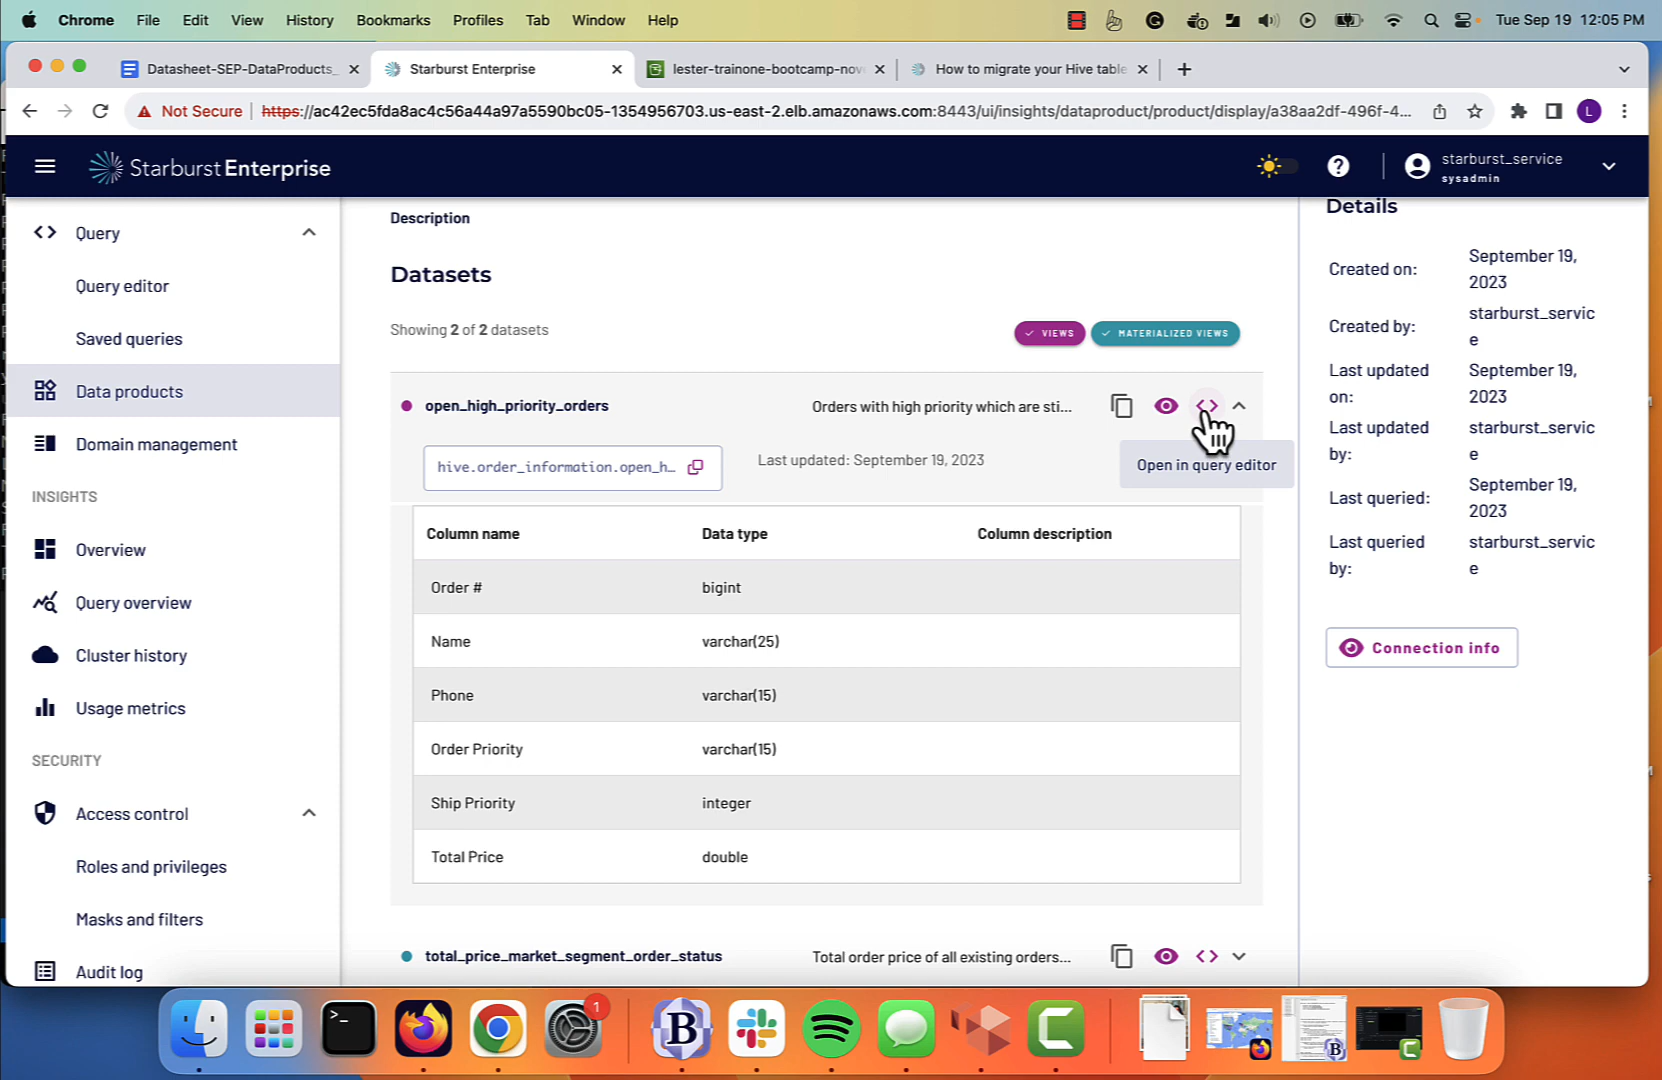 Chrome File Edit View History Bookmarks Profiles Tab Window Help Tue Sep 19 12:05 PM
Datasheet-SEP-DataProducts_ Starburst Enterprise lester-trainone-bootcamp-nov How to migrate your Hive table
Not Secure https://ac42ec5fda8ac4c56a44a97a5590bc05-1354956703.us-east-2.elb.amazonaws.com:8443/ui/insights/dataproduct/product/display/a38aa2df-496f-4... L
Starburst Enterprise
starburst_service
sysadmin
Query
Query editor
Saved queries
Data products
Domain management
INSIGHTS
Overview
Query overview
Cluster history
Usage metrics
SECURITY
Access control
Roles and privileges
Masks and filters
Audit log
Description
Datasets
Showing 2 of 2 datasets
VIEWS MATERIALIZED VIEWS
open_high_priority_orders Orders with high priority which are sti...
hive.order_information.open_h... Last updated: September 19, 2023
Open in query editor
Column name Data type Column description
Order # bigint
Name varchar(25)
Phone varchar(15)
Order Priority varchar(15)
Ship Priority integer
Total Price double
total_price_market_segment_order_status Total order price of all existing orders...
Details
Created on: September 19,
2023
Created by: starburst_servic
e
Last updated September 19,
on: 2023
Last updated starburst_servic
by: e
Last queried: September 19,
2023
Last queried starburst_servic
by: e
Connection info
1
B
C